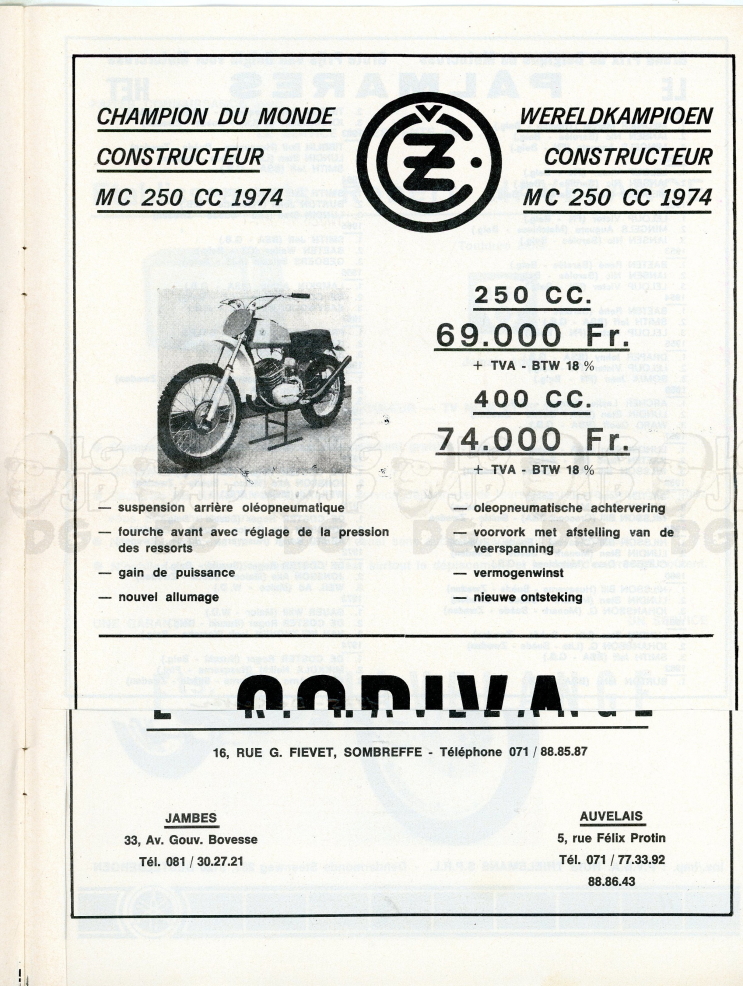 CHAMPION DU MONDE
CONSTRUCTEUR
MC 250 CC 1974
CZ
WERELDKAMPIOEN
CONSTRUCTEUR
MC 250 CC 1974
250 CC.
69.000 Fr.
+ TVA - BTW 18 %
400 CC.
74.000 Fr.
+ TVA - BTW 18 %
— suspension arrière oléopneumatique
— fourche avant avec réglage de la pression
des ressorts
— gain de puissance
— nouvel allumage
— oleopneumatische achtervering
— voorvork met afstelling van de
veerspanning
— vermogenwinst
— nieuwe ontsteking
16, RUE G. FIEVET, SOMBREFFE - Téléphone 071 / 88.85.87
JAMBES
33, Av. Gouv. Bovesse
Tél. 081 / 30.27.21
AUVELAIS
5, rue Félix Protin
Tél. 071 / 77.33.92
88.86.43